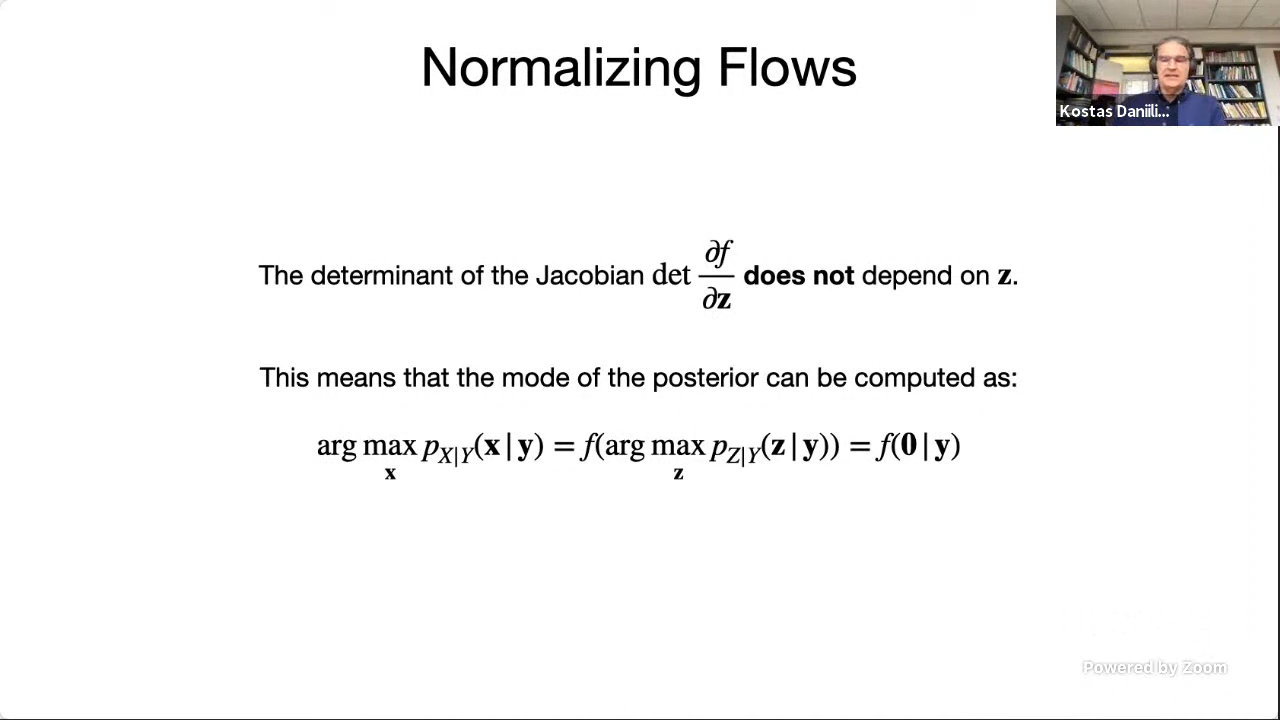 Normalizing Flows
Kostas Daniili...
The determinant of the Jacobian det ∂f/∂𝐳 does not depend on 𝐳.
This means that the mode of the posterior can be computed as:
arg max_𝐱 p_{X|Y}(𝐱|𝐲) = f(arg max_𝐳 p_{Z|Y}(𝐳|𝐲)) = f(𝟎|𝐲)
Powered by Zoom